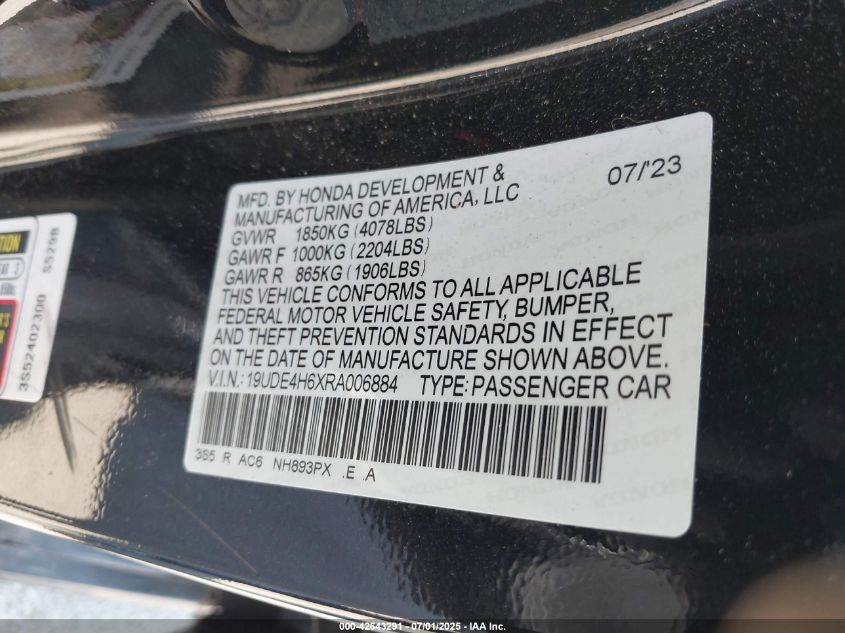 07/'23
MFD. BY HONDA DEVELOPMENT &
MANUFACTURING OF AMERICA, LLC
GVWR 1850KG (4078LBS)
GAWR F 1000KG (2204LBS)
GAWR R 865KG (1906LBS)
THIS VEHICLE CONFORMS TO ALL APPLICABLE
FEDERAL MOTOR VEHICLE SAFETY, BUMPER,
AND THEFT PREVENTION STANDARDS IN EFFECT
ON THE DATE OF MANUFACTURE SHOWN ABOVE.
V.I.N.: 19UDE4H6XRA006884 TYPE: PASSENGER CAR
3S5 R AC6 NH893PX .E .A
3S52402300 S529B
000-42643291 - 07/01/2025 - IAA Inc.